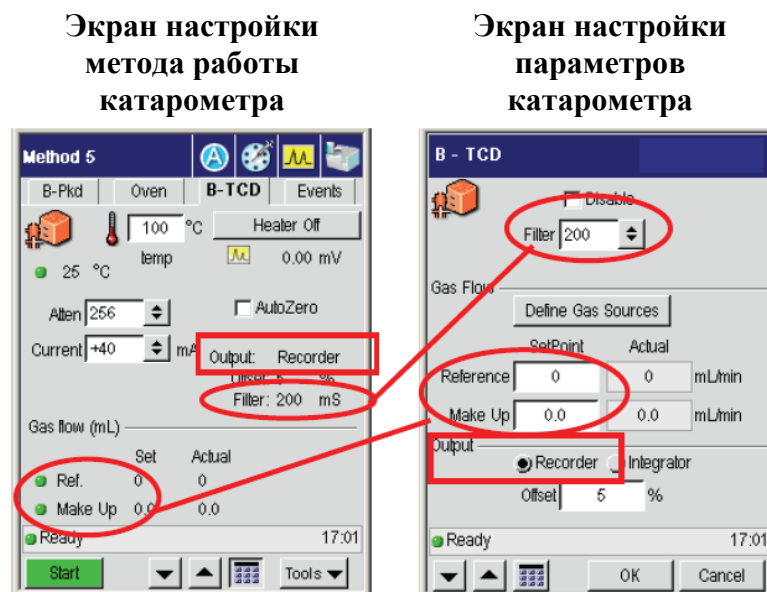 Экран настройки
метода работы
катарометра
Method 5
B-Pkd Oven B-TCD Events
100 °C Heater Off
temp 0.00 mV
25 °C
Atten 256 AutoZero
Current +40 mA
Output: Recorder
Offset: 5 %
Filter: 200 mS
Gas flow (mL)
Set Actual
Ref. 0 0
Make Up 0.0 0.0
Ready 17:01
Start Tools
Экран настройки
параметров
катарометра
B - TCD
Disable
Filter 200
Gas Flow
Define Gas Sources
SetPoint Actual
Reference 0 0 mL/min
Make Up 0.0 0.0 mL/min
Output
Recorder Integrator
Offset 5 %
Ready 17:01
OK Cancel